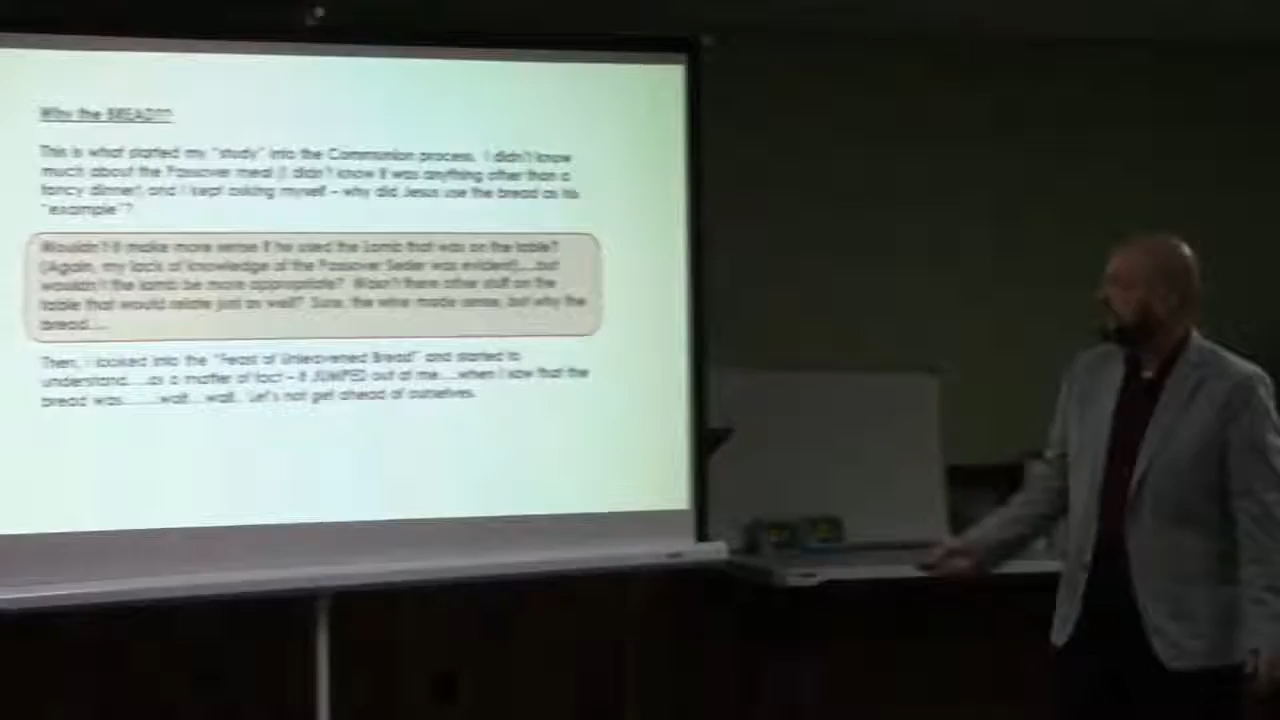 Why the BREAD??
This is what started my "study" into the Communion process. I didn't know
much about the Passover meal (I didn't know it was anything other than a
fancy dinner) and I kept asking myself – why did Jesus use the bread as his
"example"?
Wouldn't it make more sense if he used the Lamb that was on the table?
(Again, my lack of knowledge of the Passover Seder was evident)....but
wouldn't the lamb be more appropriate? Wasn't there other stuff on the
table that would relate just as well? Sure, the wine made sense, but why the
bread....
Then, I looked into the "Feast of Unleavened Bread" and started to
understand....as a matter of fact – it JUMPED out at me....when I saw that the
bread was.......wait...wait. Let's not get ahead of ourselves.